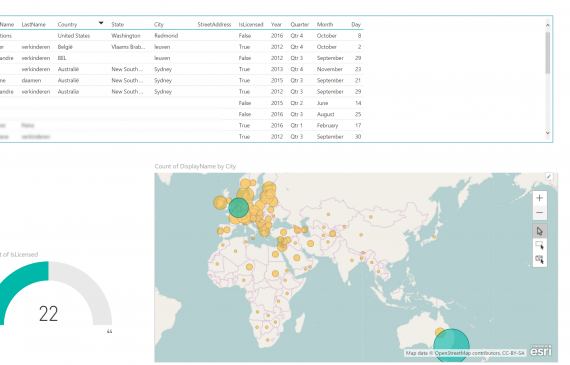 Name LastName Country State City StreetAddress IsLicensed Year Quarter Month Day
tions United States Washington Redmond False 2016 Qtr 4 October 8
er verkinderen België Vlaams Brab... leuven True 2012 Qtr 4 October 2
andre verkinderen BEL leuven False 2012 Qtr 3 September 29
verkinderen Australië New South ... Sydney True 2013 Qtr 4 November 23
ne daamen Australië New South ... Sydney True 2015 Qtr 3 September 21
andre verkinderen Australia New South ... Sydney True 2012 Qtr 3 September 29
False 2015 Qtr 2 June 14
False 2016 Qtr 3 August 25
True 2016 Qtr 1 February 17
True 2012 Qtr 3 September 30
Count of DisplayName by City
t of IsLicensed
22
44
Map data © OpenStreetMap contributors, CC-BY-SA
esri